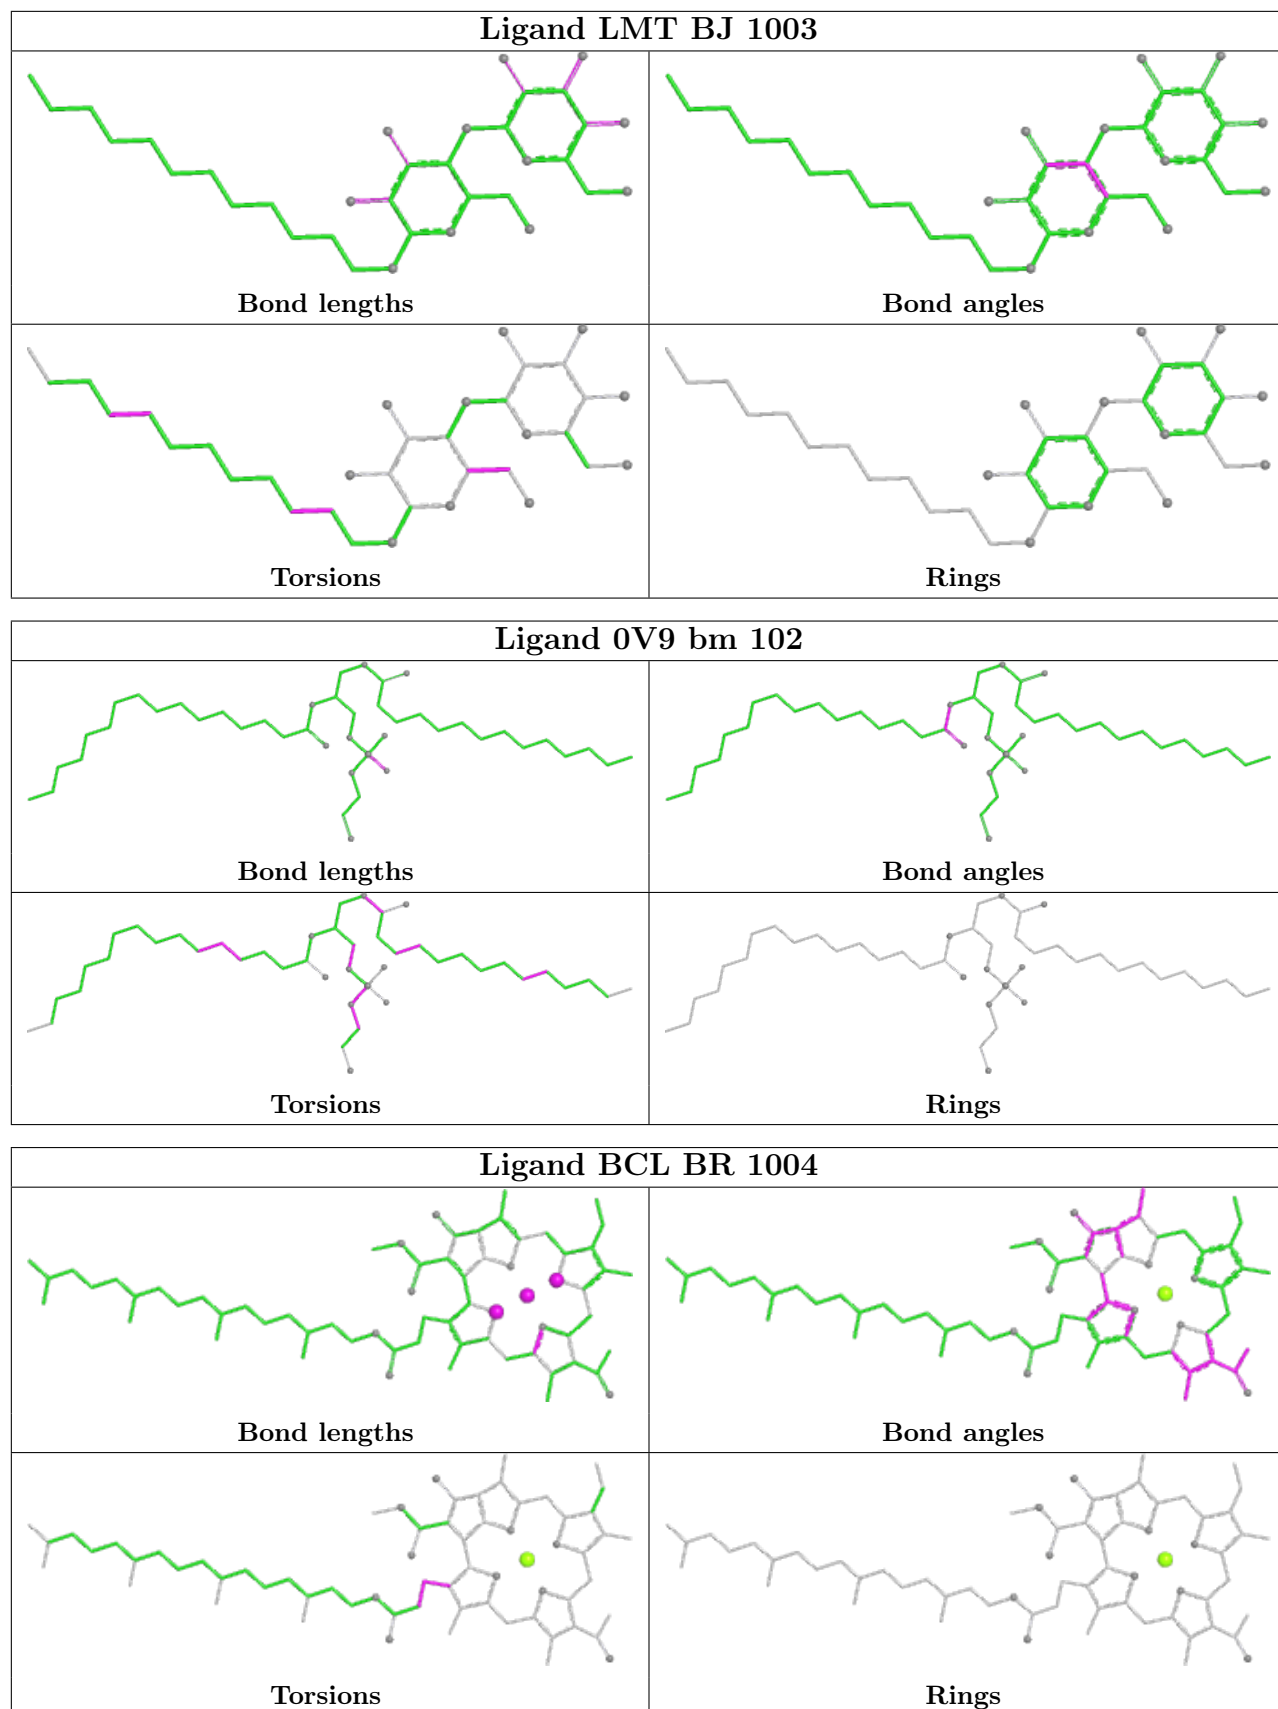 Ligand LMT BJ 1003
Bond lengths
Bond angles
Torsions
Rings
Ligand 0V9 bm 102
Bond lengths
Bond angles
Torsions
Rings
Ligand BCL BR 1004
Bond lengths
Bond angles
Torsions
Rings